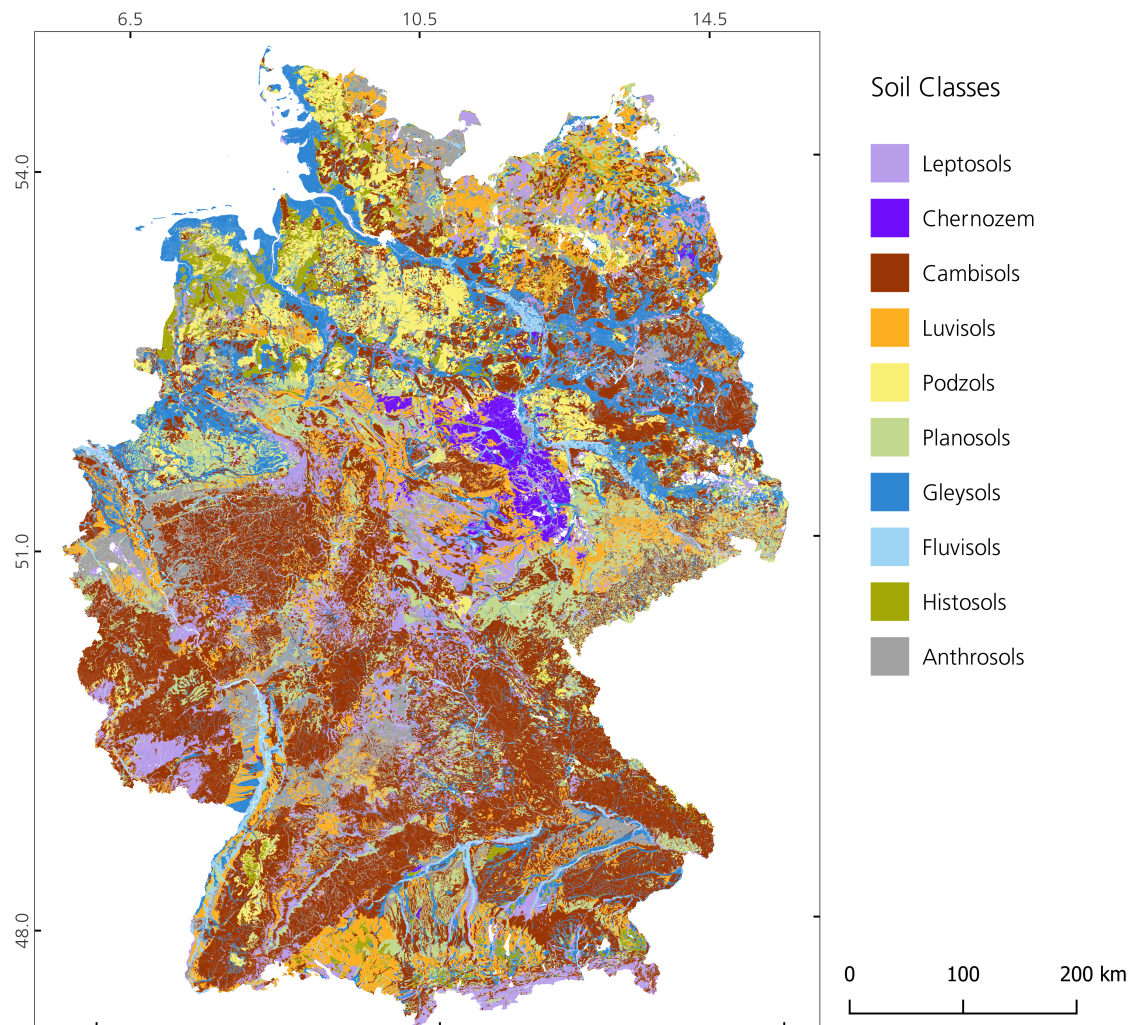 6.5 10.5 14.5
54.0
51.0
48.0
Soil Classes
Leptosols
Chernozem
Cambisols
Luvisols
Podzols
Planosols
Gleysols
Fluvisols
Histosols
Anthrosols
0 100 200 km